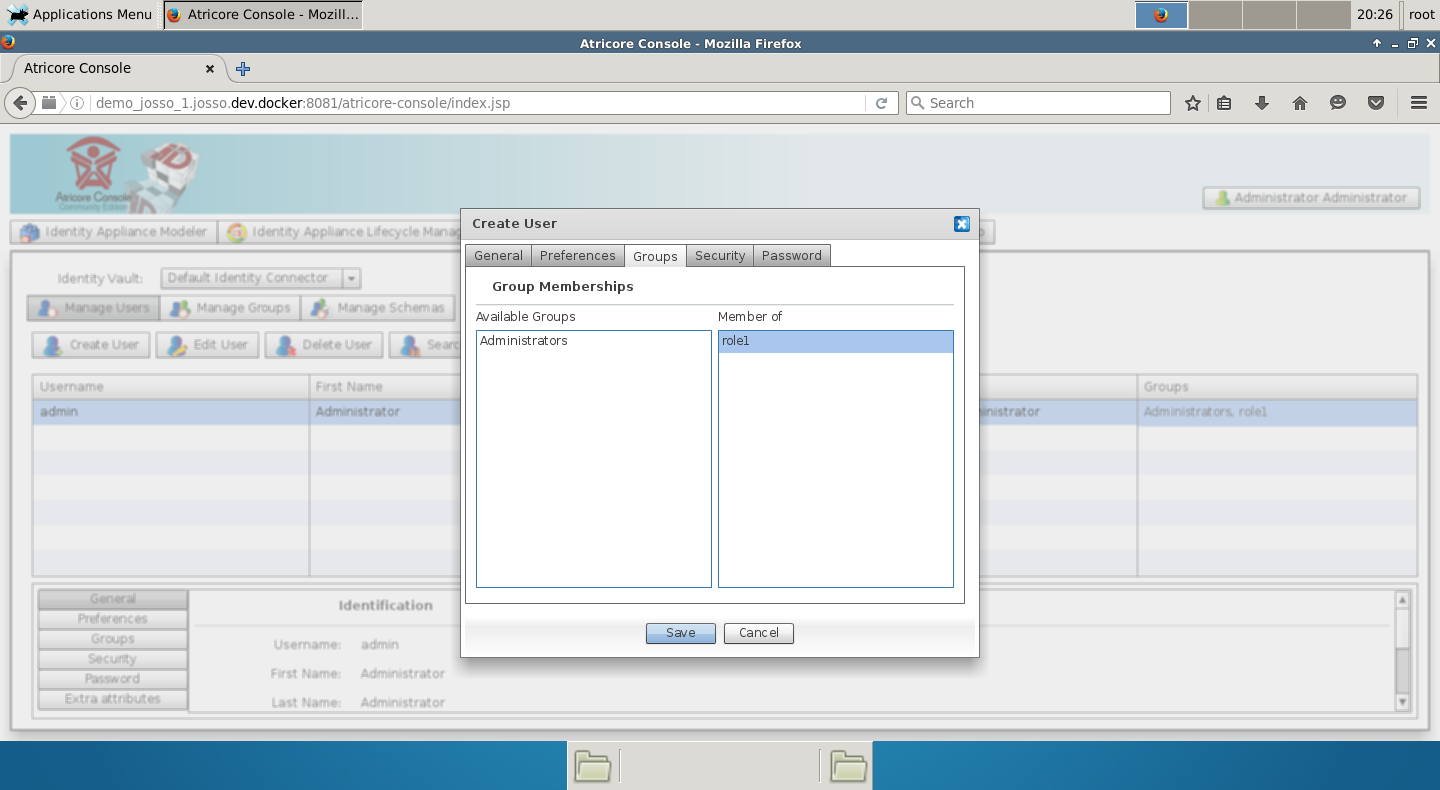 Applications Menu
Atricore Console - Mozill...
20:26
root
Atricore Console - Mozilla Firefox
Atricore Console
demo_josso_1.josso.dev.docker:8081/atricore-console/index.jsp
Search
Atricore Console
Community Edition
Administrator Administrator
Identity Appliance Modeler
Identity Appliance Lifecycle Manag
Identity Vault:
Default Identity Connector
Manage Users
Manage Groups
Manage Schemas
Create User
Edit User
Delete User
Searc
Username
First Name
Groups
admin
Administrator
inistrator
Administrators, role1
Create User
General
Preferences
Groups
Security
Password
Group Memberships
Available Groups
Member of
Administrators
role1
Save
Cancel
General
Preferences
Groups
Security
Password
Extra attributes
Identification
Username: admin
First Name: Administrator
Last Name: Administrator